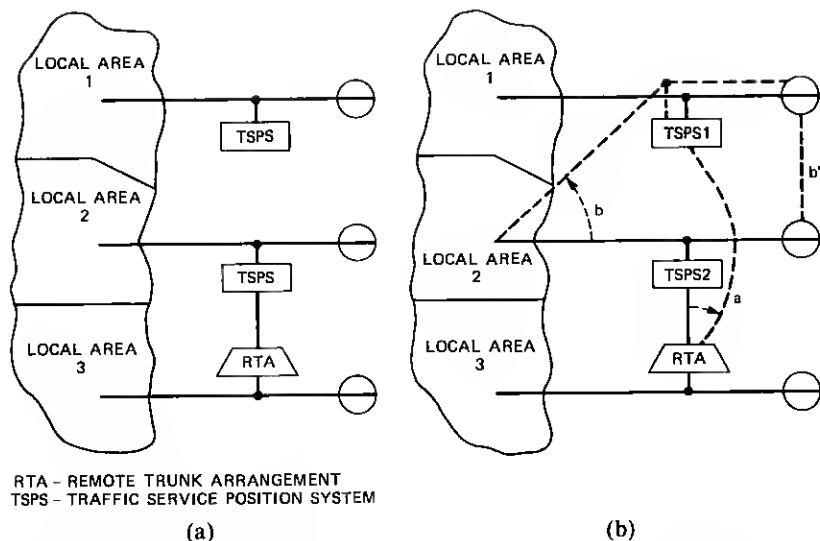 LOCAL AREA
1
TSPS
LOCAL AREA
2
TSPS
LOCAL AREA
3
RTA
RTA – REMOTE TRUNK ARRANGEMENT
TSPS – TRAFFIC SERVICE POSITION SYSTEM
(a)
LOCAL AREA
1
TSPS1
b
b'
LOCAL AREA
2
TSPS2
a
LOCAL AREA
3
RTA
(b)